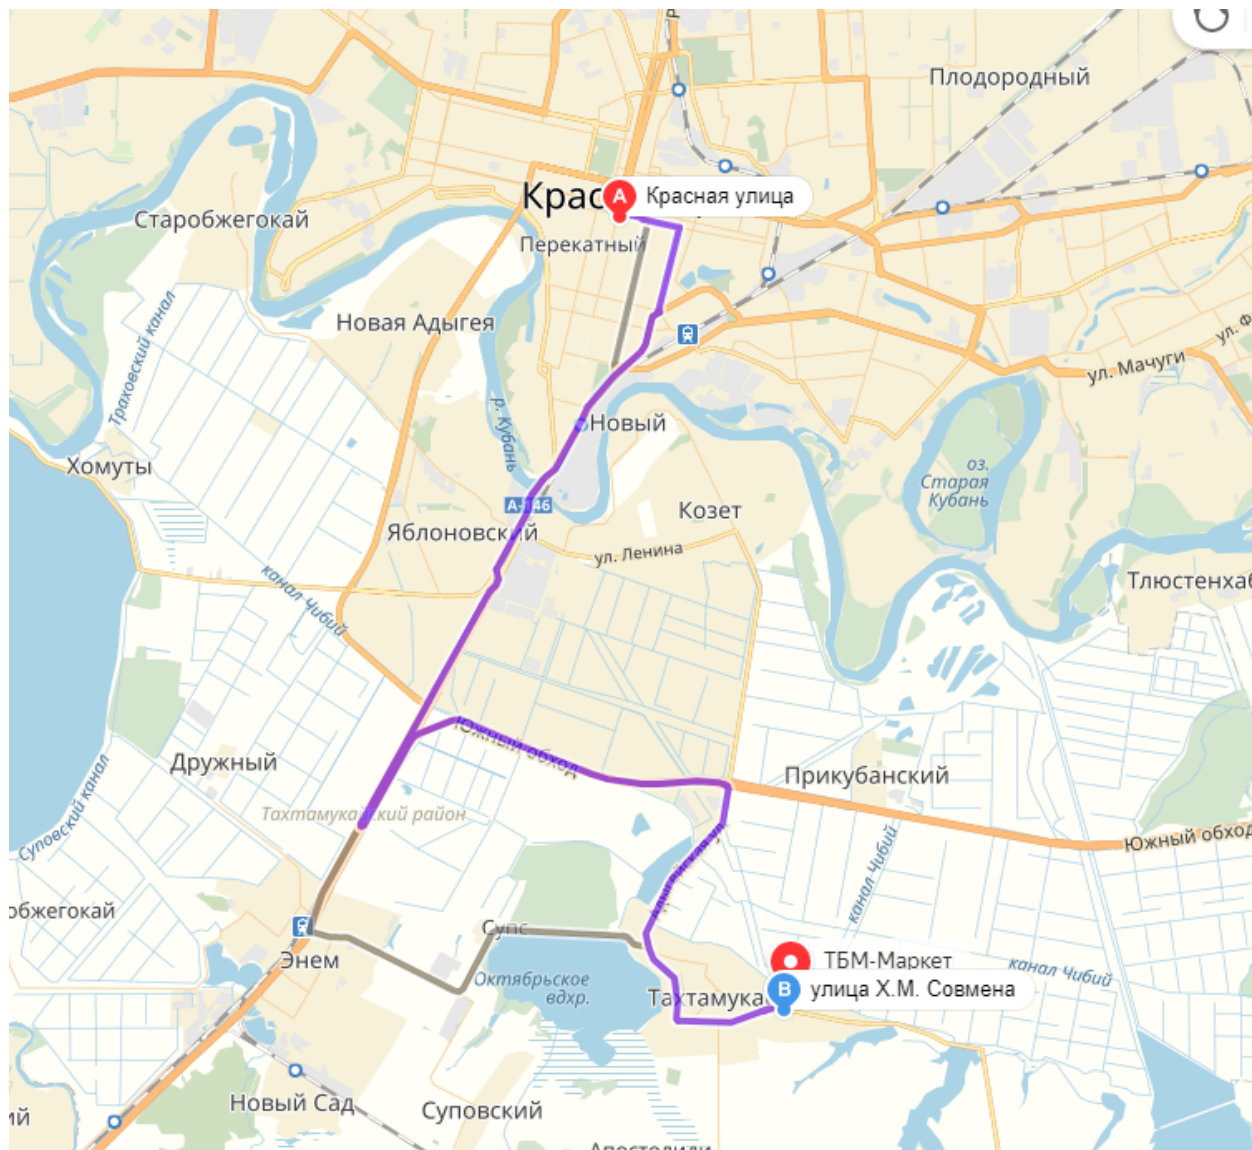 Плодородный
Крас
A
Красная улица
Старобжегокай
Перекатный
Траховский канал
Новая Адыгея
ул. Ф
ул. Мачуги
р. Кубань
Новый
Хомуты
оз.
Старая
Кубань
А-146
Козет
Яблоновский
ул. Ленина
канал Чибий
Тлюстенхаб
Южный обход
Дружный
Прикубанский
Тахтамукайский район
Суповский канал
Южный обход
канал Чибий
обжегокай
Супс
Энем
ТБМ-Маркет
канал Чибий
Октябрьское
вдхр.
Тахтамука
B
улица Х.М. Совмена
Новый Сад
Суповский
ий